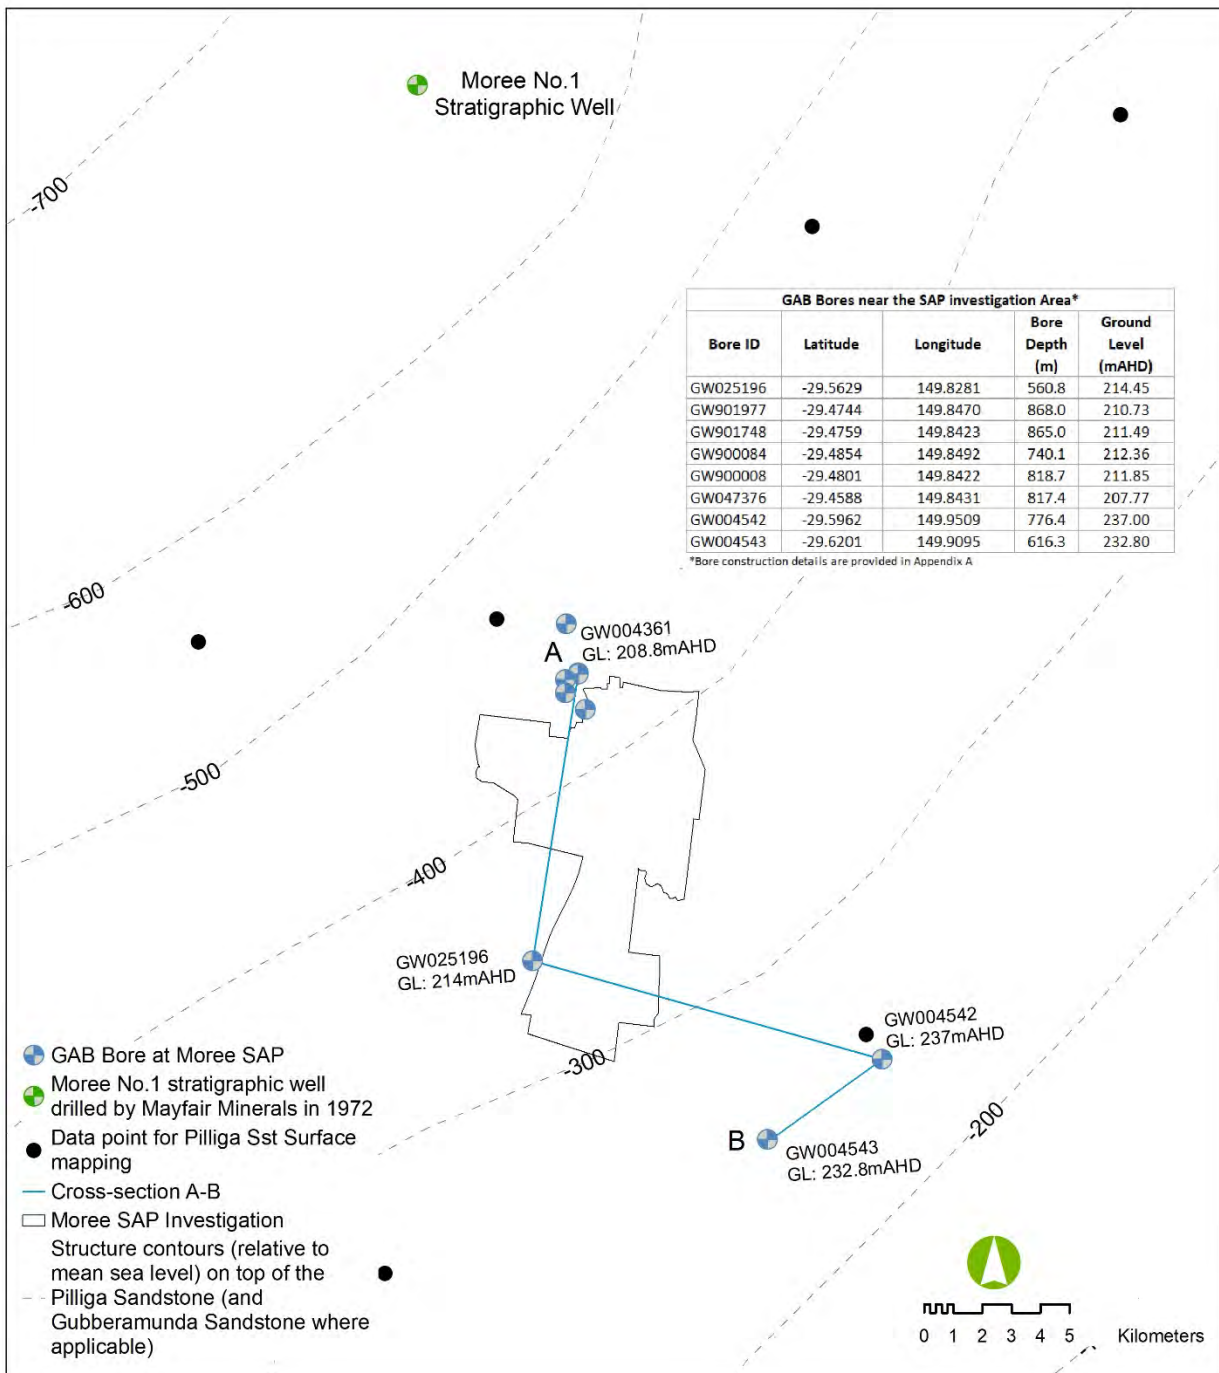 Moree No.1
Stratigraphic Well
-700
GAB Bores near the SAP investigation Area*
Bore ID Latitude Longitude Bore Depth (m) Ground Level (mAHD)
GW025196 -29.5629 149.8281 560.8 214.45
GW901977 -29.4744 149.8470 868.0 210.73
GW901748 -29.4759 149.8423 865.0 211.49
GW900084 -29.4854 149.8492 740.1 212.36
GW900008 -29.4801 149.8422 818.7 211.85
GW047376 -29.4588 149.8431 817.4 207.77
GW004542 -29.5962 149.9509 776.4 237.00
GW004543 -29.6201 149.9095 616.3 232.80
*Bore construction details are provided in Appendix A
-600
GW004361
GL: 208.8mAHD
A
-500
-400
GW025196
GL: 214mAHD
GW004542
GL: 237mAHD
-300
-200
B
GW004543
GL: 232.8mAHD
GAB Bore at Moree SAP
Moree No.1 stratigraphic well
drilled by Mayfair Minerals in 1972
Data point for Pilliga Sst Surface
mapping
Cross-section A-B
Moree SAP Investigation
Structure contours (relative to
mean sea level) on top of the
Pilliga Sandstone (and
Gubberamunda Sandstone where
applicable)
0 1 2 3 4 5 Kilometers